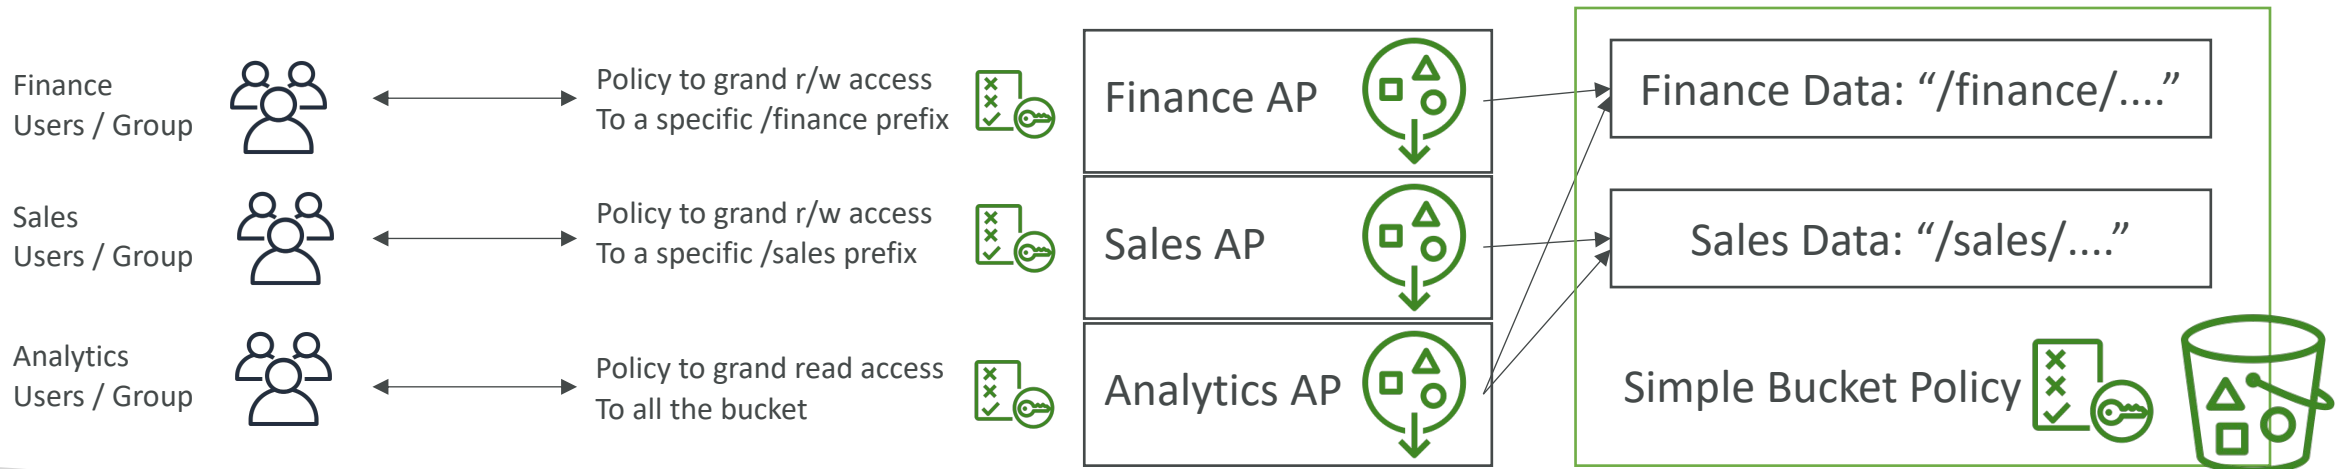 Finance
Users / Group
Policy to grand r/w access
To a specific /finance prefix
Finance AP
Finance Data: “/finance/....”
Sales
Users / Group
Policy to grand r/w access
To a specific /sales prefix
Sales AP
Sales Data: “/sales/....”
Analytics
Users / Group
Policy to grand read access
To all the bucket
Analytics AP
Simple Bucket Policy